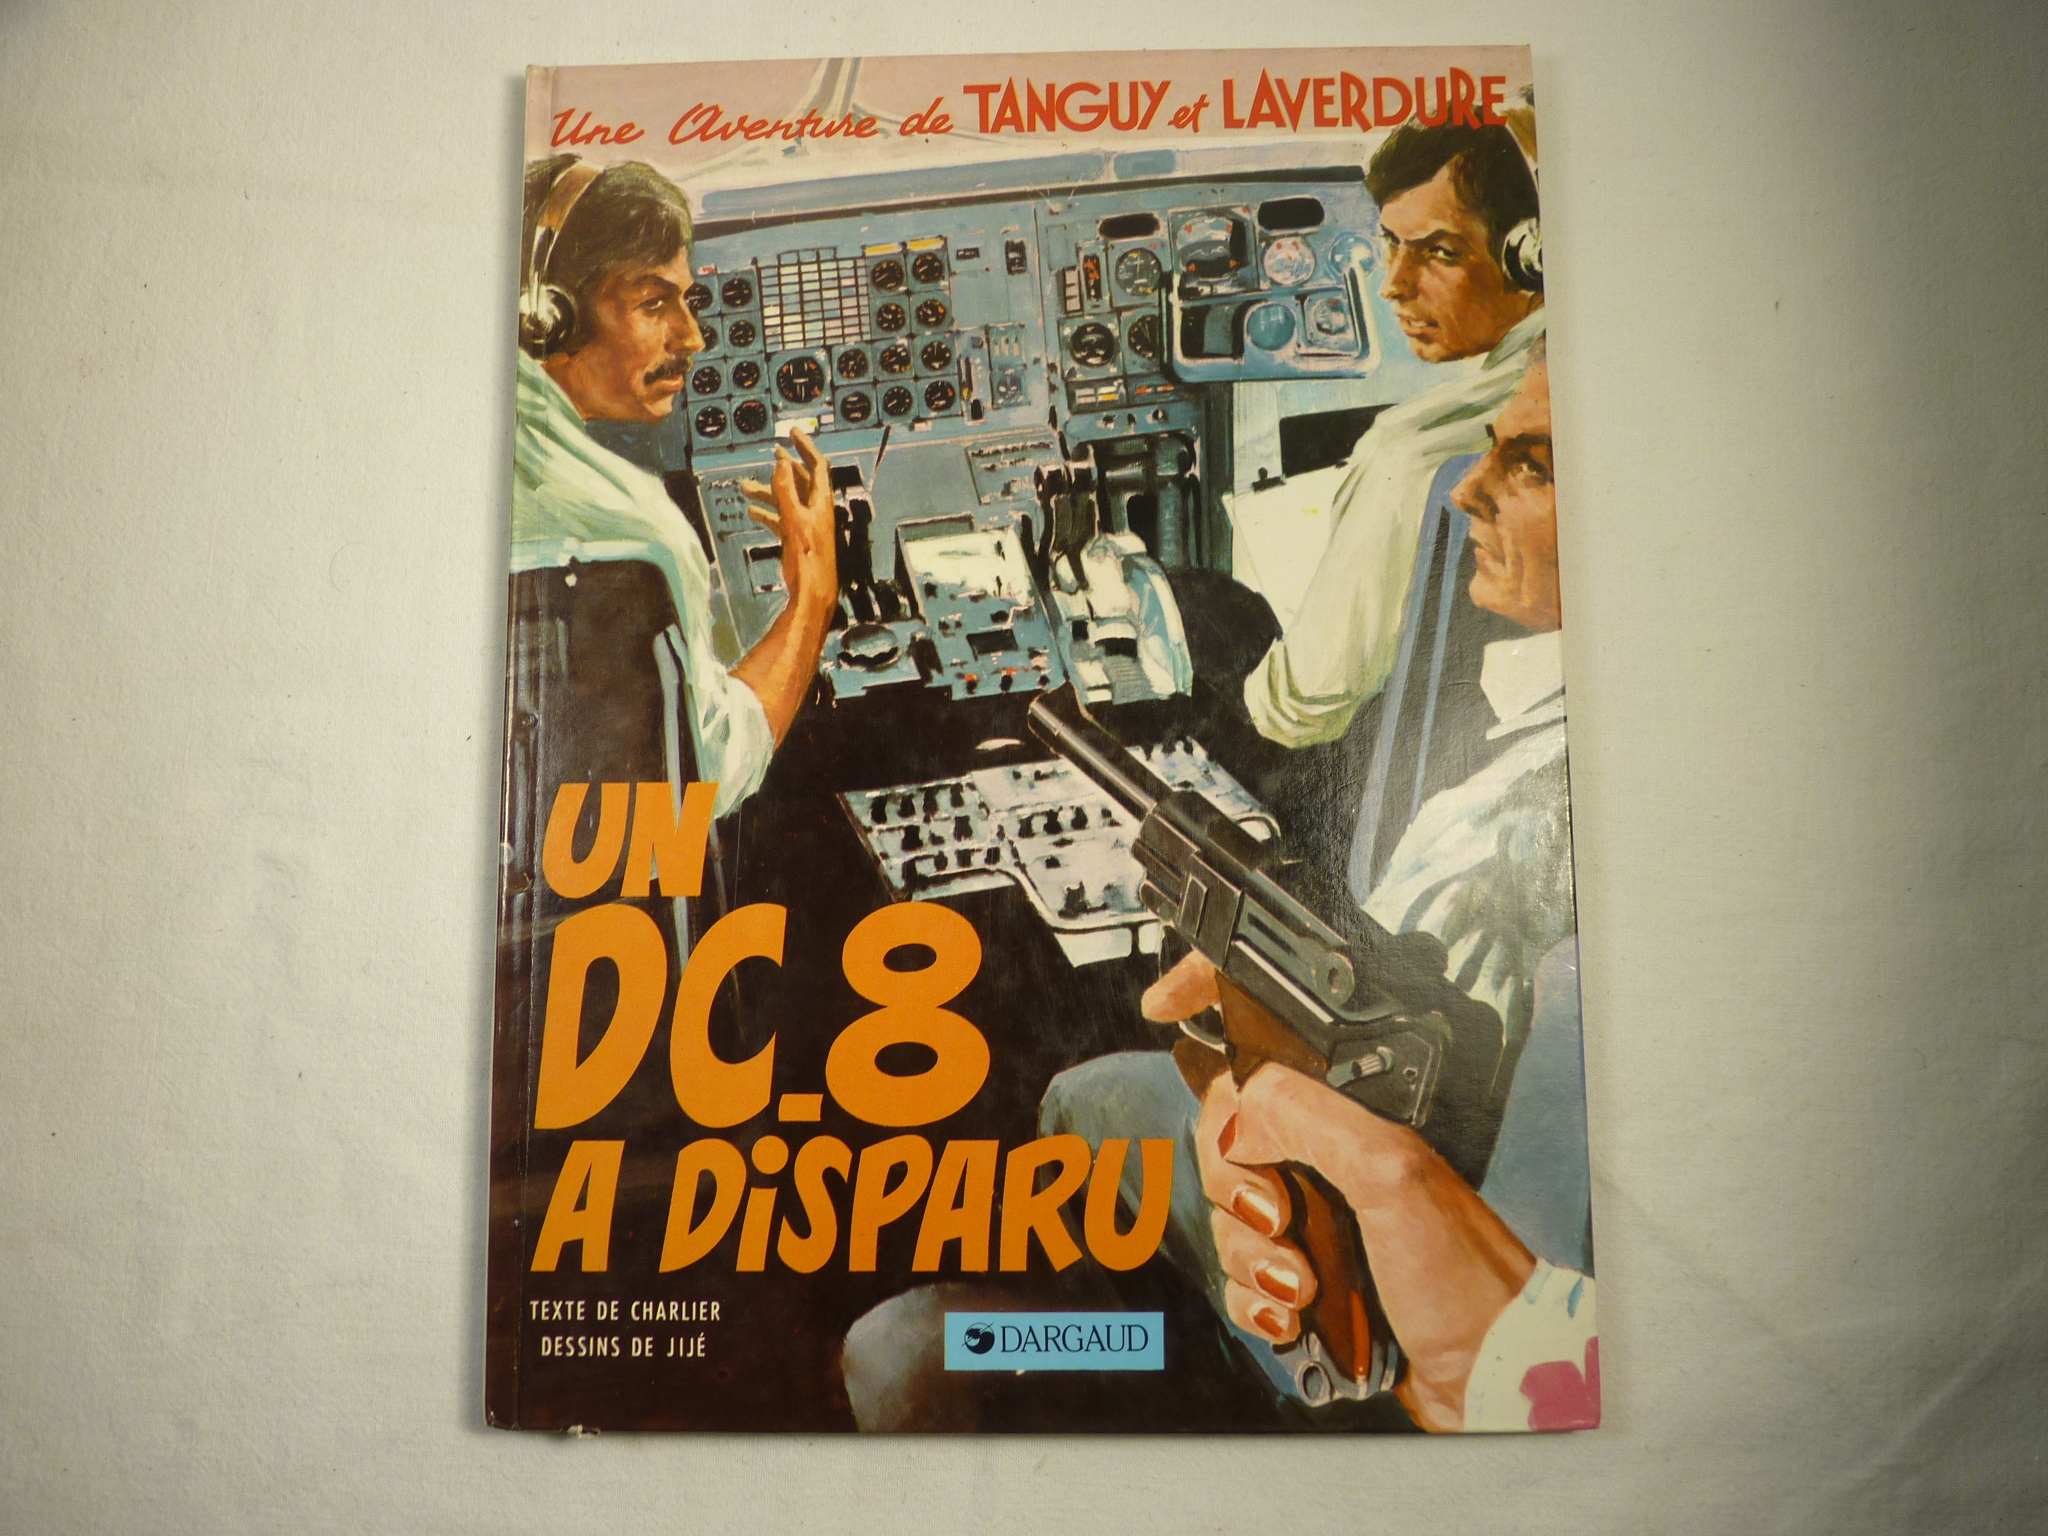 Une Aventure de TANGUY et LAVERDURE
UN
DC-8
A DiSPARU
TEXTE DE CHARLIER
DESSINS DE JIJÉ
DARGAUD